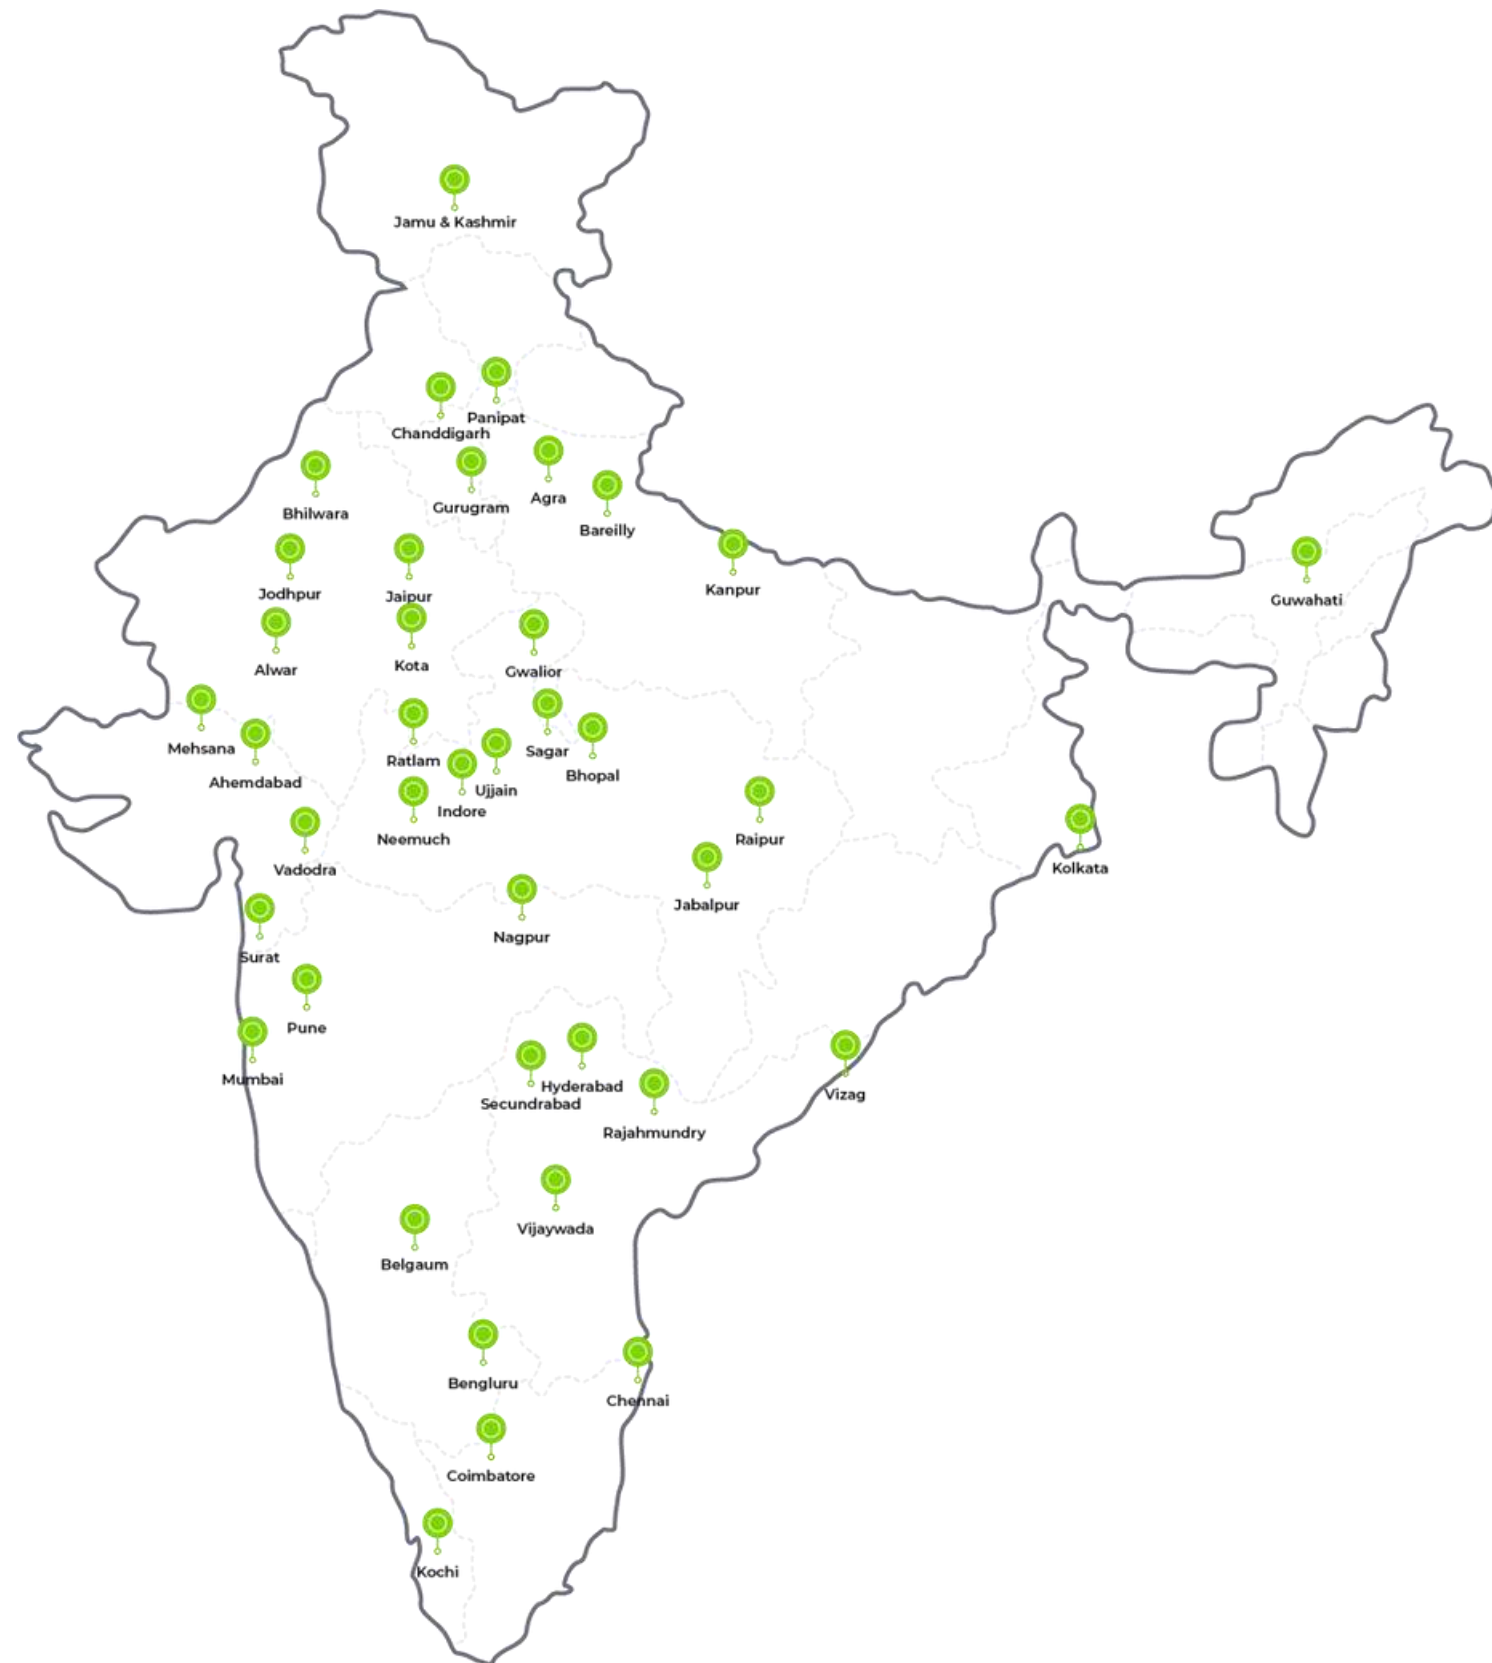 Jamu & Kashmir
Panipat
Chanddigarh
Agra
Gurugram
Bhilwara
Bareilly
Kanpur
Jodhpur
Jaipur
Guwahati
Kota
Alwar
Gwalior
Mehsana
Sagar
Ratlam
Bhopal
Ahemdabad
Ujjain
Indore
Neemuch
Raipur
Kolkata
Vadodra
Jabalpur
Nagpur
Surat
Pune
Mumbai
Hyderabad
Vizag
Secundrabad
Rajahmundry
Vijaywada
Belgaum
Bengluru
Chennai
Coimbatore
Kochi